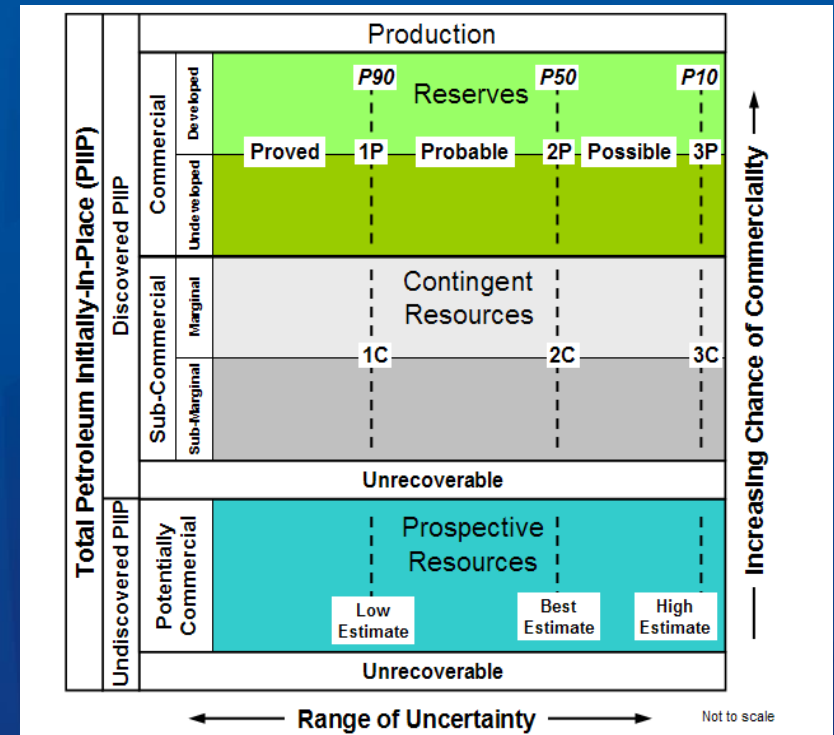 Total Petroleum Initially-In-Place (PIIP)
Discovered PIIP
Undiscovered PIIP
Production
Commercial
Developed
Undeveloped
P90
P50
P10
Reserves
Proved
1P
Probable
2P
Possible
3P
Sub-Commercial
Marginal
Sub-Marginal
Contingent
Resources
1C
2C
3C
Unrecoverable
Potentially
Commercial
Prospective
Resources
Low
Estimate
Best
Estimate
High
Estimate
Unrecoverable
Increasing Chance of Commerciality
Range of Uncertainty
Not to scale